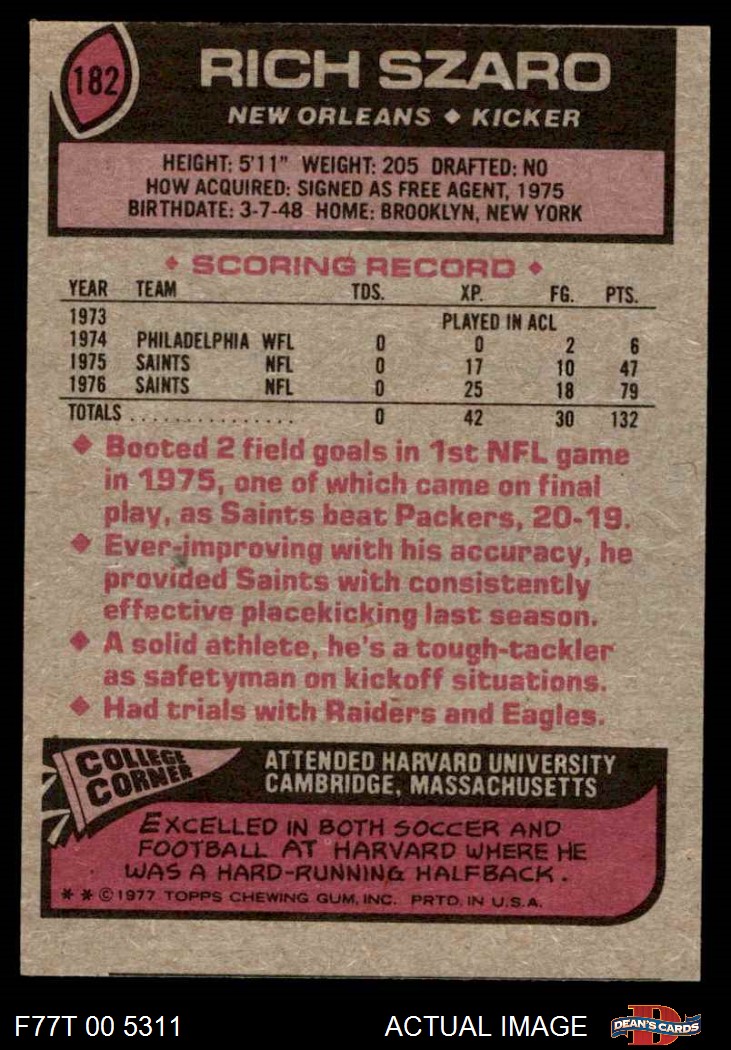 182
RICH SZARO
NEW ORLEANS ◆ KICKER
HEIGHT: 5'11" WEIGHT: 205 DRAFTED: NO
HOW ACQUIRED: SIGNED AS FREE AGENT, 1975
BIRTHDATE: 3-7-48 HOME: BROOKLYN, NEW YORK
◆ SCORING RECORD ◆
YEAR TEAM TDS. XP. FG. PTS.
1973 PLAYED IN ACL
1974 PHILADELPHIA WFL 0 0 2 6
1975 SAINTS NFL 0 17 10 47
1976 SAINTS NFL 0 25 18 79
TOTALS ................ 0 42 30 132
◆ Booted 2 field goals in 1st NFL game
in 1975, one of which came on final
play, as Saints beat Packers, 20-19.
◆ Ever-improving with his accuracy, he
provided Saints with consistently
effective placekicking last season.
◆ A solid athlete, he's a tough-tackler
as safetyman on kickoff situations.
◆ Had trials with Raiders and Eagles.
COLLEGE
CORNER
ATTENDED HARVARD UNIVERSITY
CAMBRIDGE, MASSACHUSETTS
EXCELLED IN BOTH SOCCER AND
FOOTBALL AT HARVARD WHERE HE
WAS A HARD-RUNNING HALFBACK.
* * © 1977 TOPPS CHEWING GUM, INC. PRTD. IN U.S.A.
F77T 00 5311 ACTUAL IMAGE
D
DEAN'S CARDS